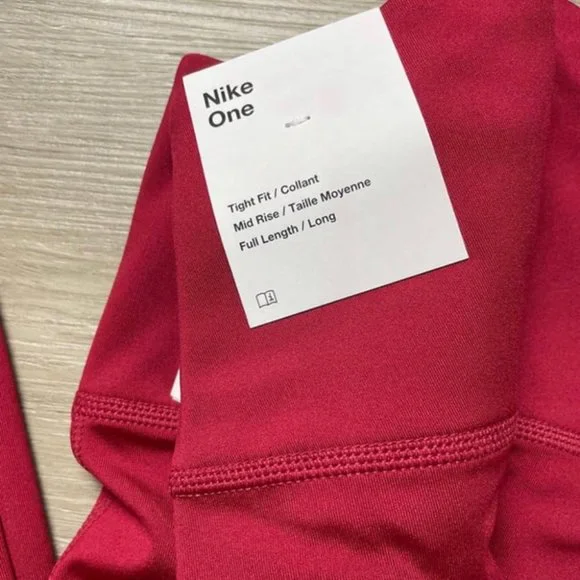 Nike
One
Tight Fit / Collant
Mid Rise / Taille Moyenne
Full Length / Long